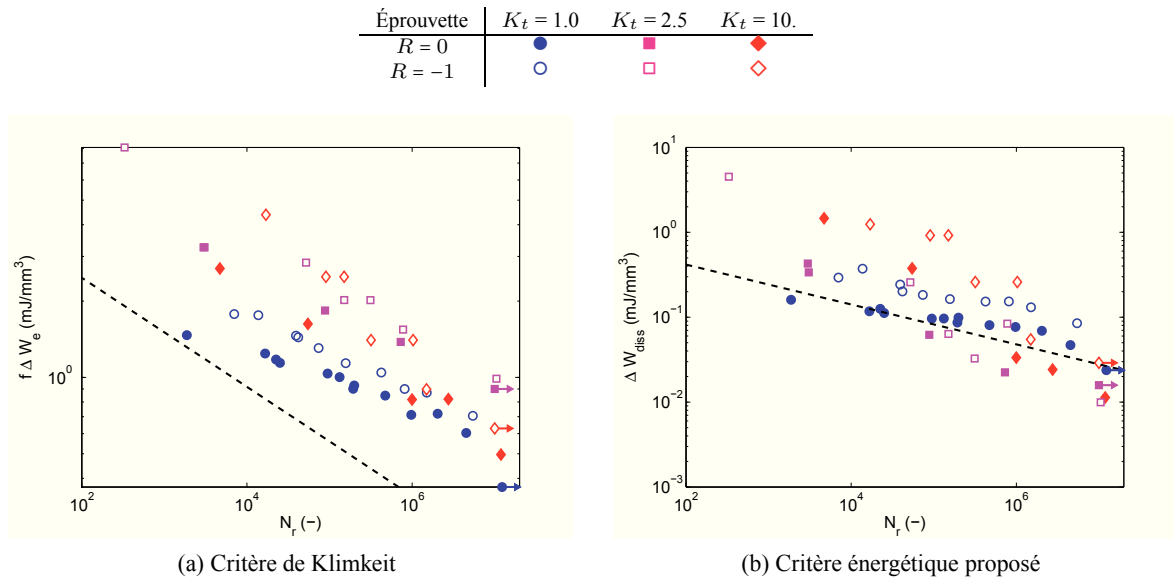 Éprouvette K_t = 1.0 K_t = 2.5 K_t = 10.
R = 0
R = −1
f Δ W_e (mJ/mm³)
10⁰
10² 10⁴ 10⁶
N_r (−)
(a) Critère de Klimkeit
Δ W_diss (mJ/mm³)
10¹
10⁰
10⁻¹
10⁻²
10⁻³
10² 10⁴ 10⁶
N_r (−)
(b) Critère énergétique proposé